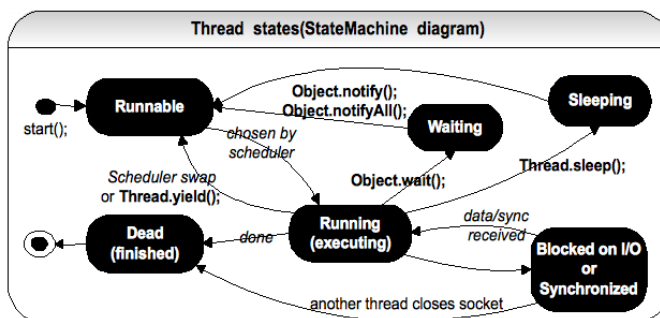 Thread states(StateMachine diagram)
Runnable
start();
Object.notify();
Object.notifyAll();
Sleeping
Waiting
chosen by
scheduler
Thread.sleep();
Scheduler swap
or Thread.yield();
Object.wait();
Dead
(finished)
done
Running
(executing)
data/sync
received
Blocked on I/O
or
Synchronized
another thread closes socket